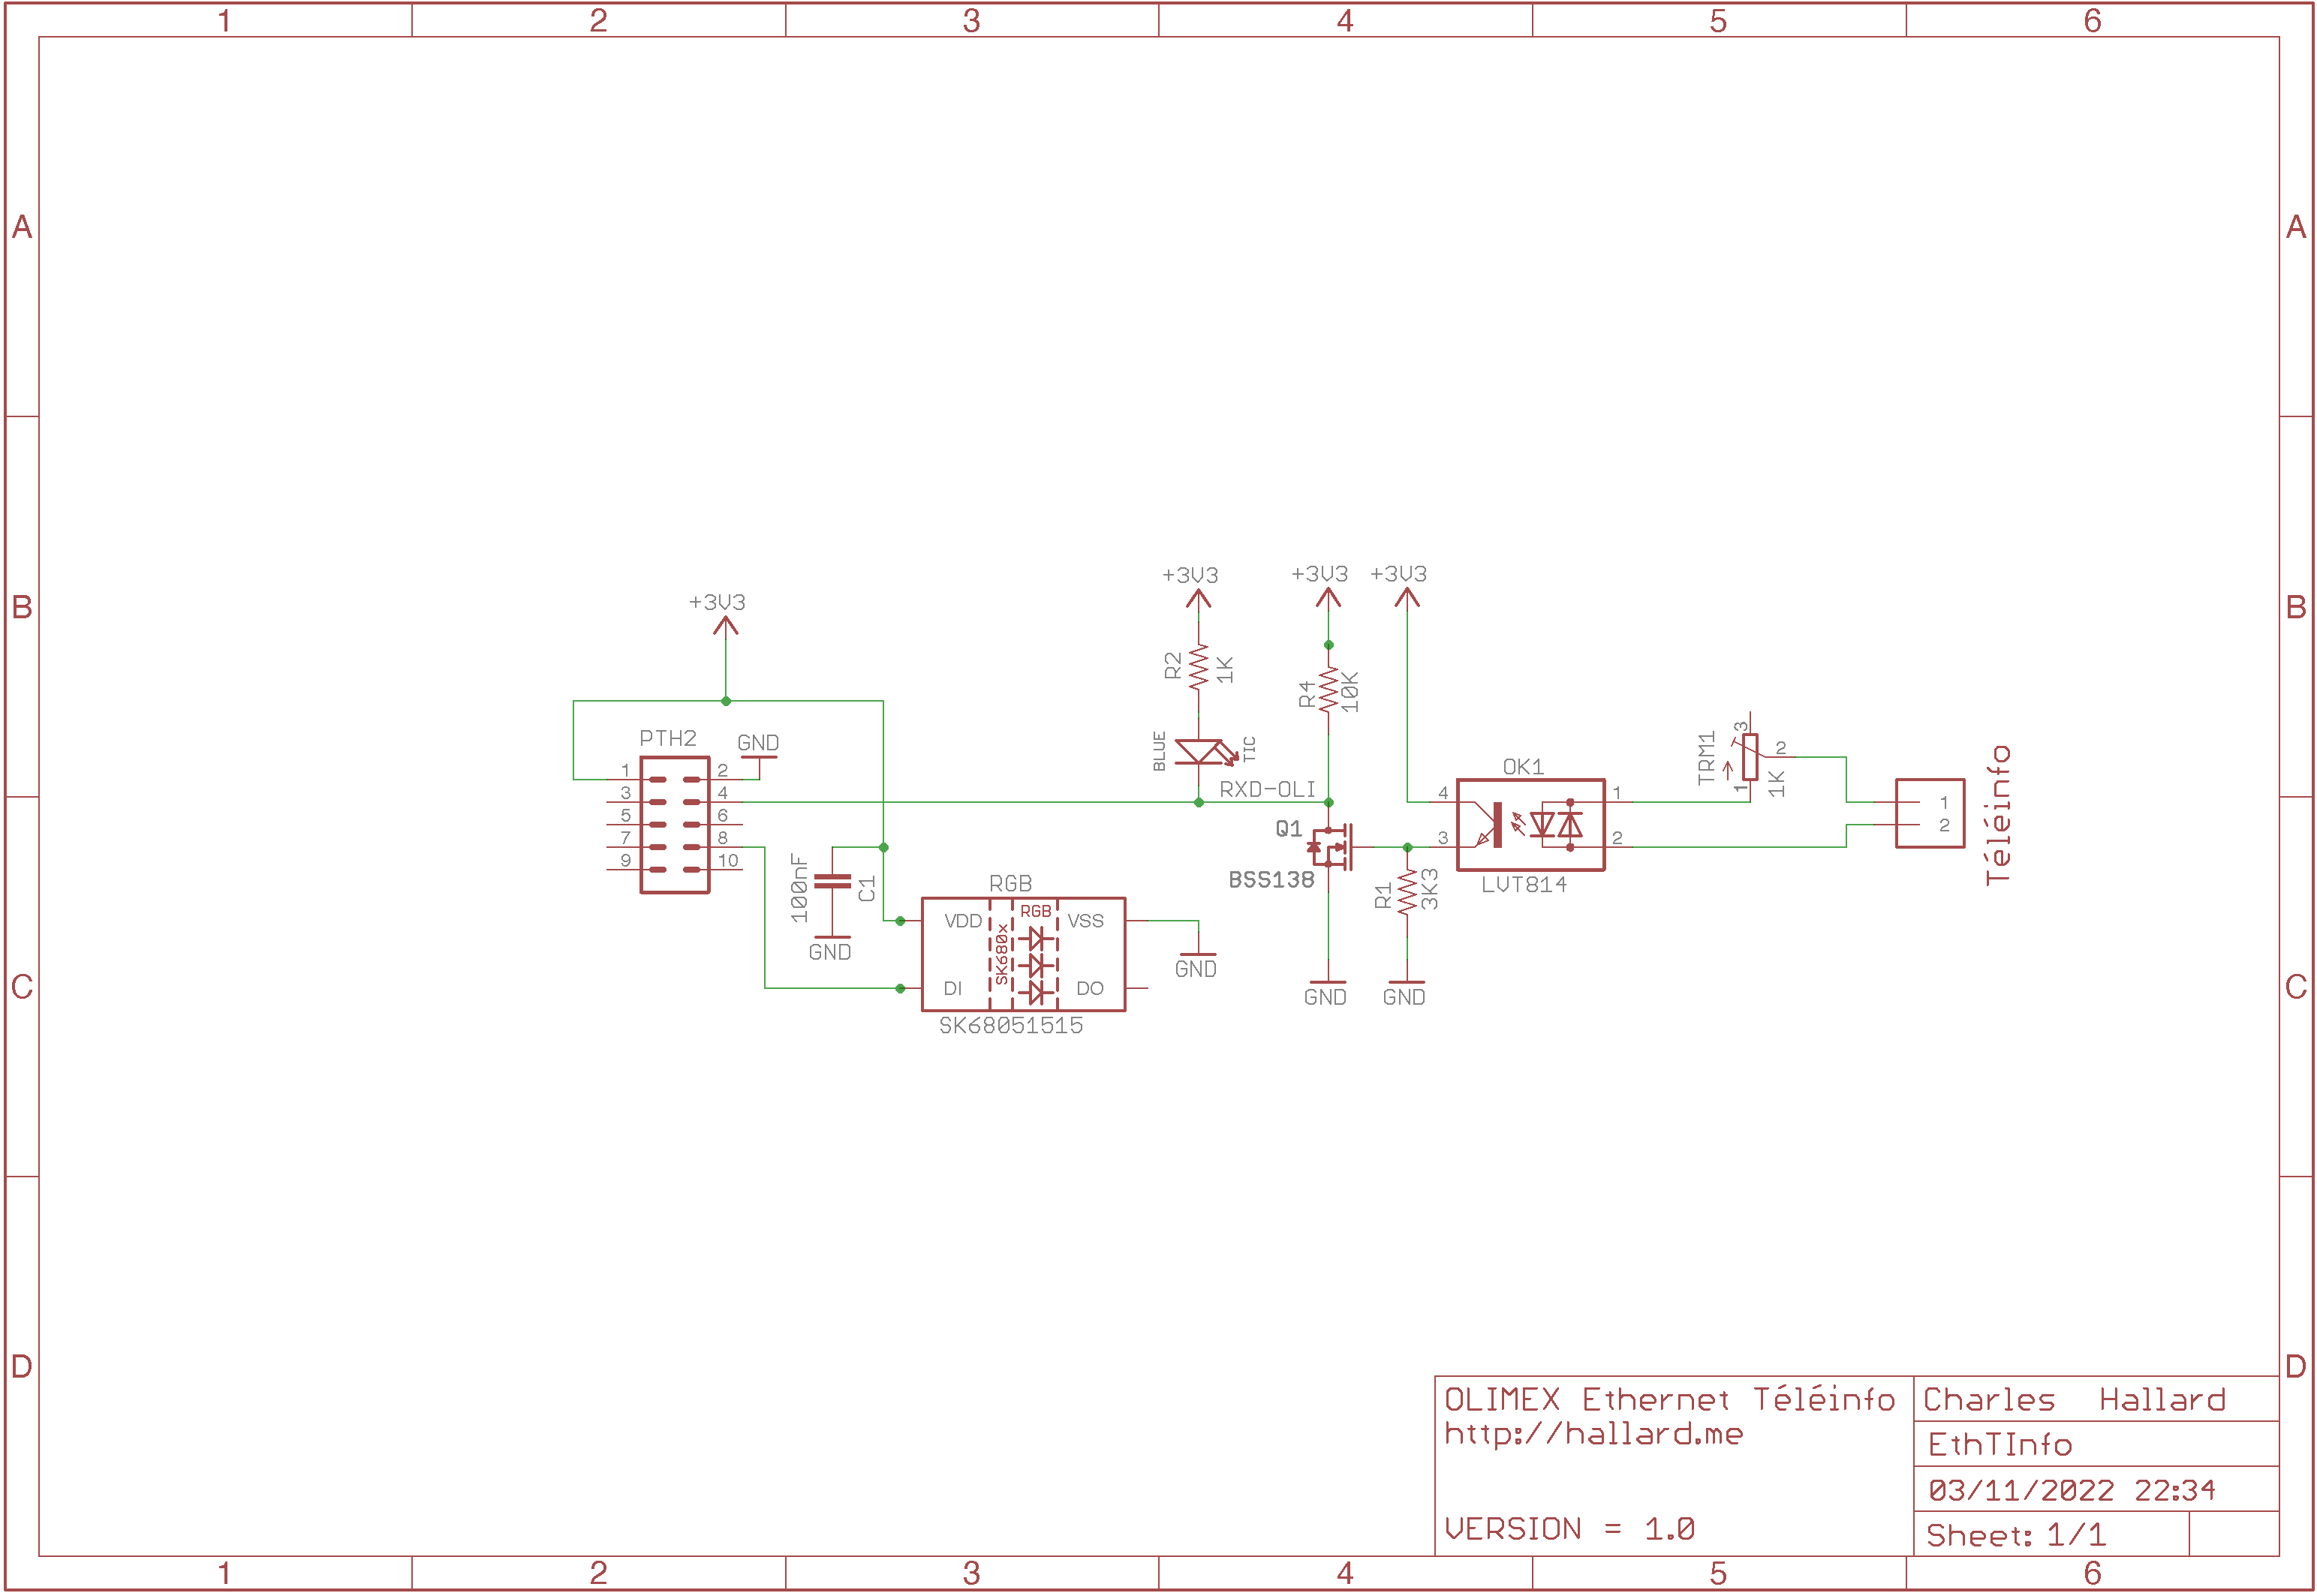 1 2 3 4 5 6
A A
B B
C C
D D
+3V3
+3V3
+3V3
+3V3
R2
1K
R4
10K
BLUE
TIC
RXD-OLI
PTH2
GND
1 2
3 4
5 6
7 8
9 10
100nF
C1
GND
RGB
VDD
RGB
VSS
SK680x
DI
DO
SK68051515
GND
Q1
BSS138
GND
R1
3K3
GND
OK1
4
3
1
2
LVT814
TRM1
3
2
1
1K
1
2
Téléinfo
OLIMEX Ethernet Téléinfo
http://hallard.me
VERSION = 1.0
Charles Hallard
EthTInfo
03/11/2022 22:34
Sheet: 1/1
1 2 3 4 5 6